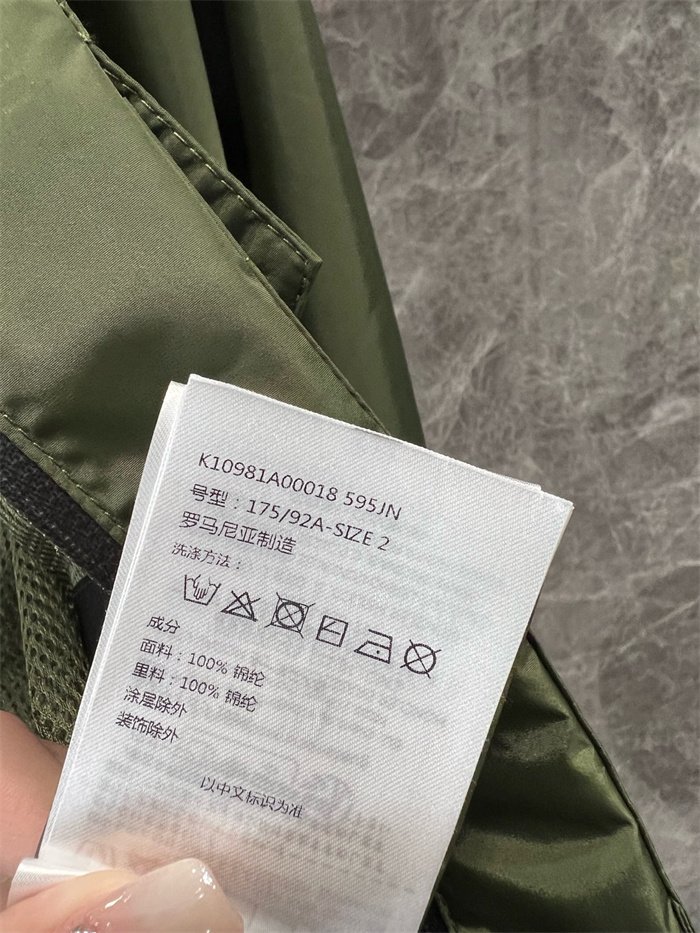 K10981A00018 595JN
号型：175/92A-SIZE 2
罗马尼亚制造
洗涤方法：
成分
面料：100% 锦纶
里料：100% 锦纶
涂层除外
装饰除外
以中文标识为准